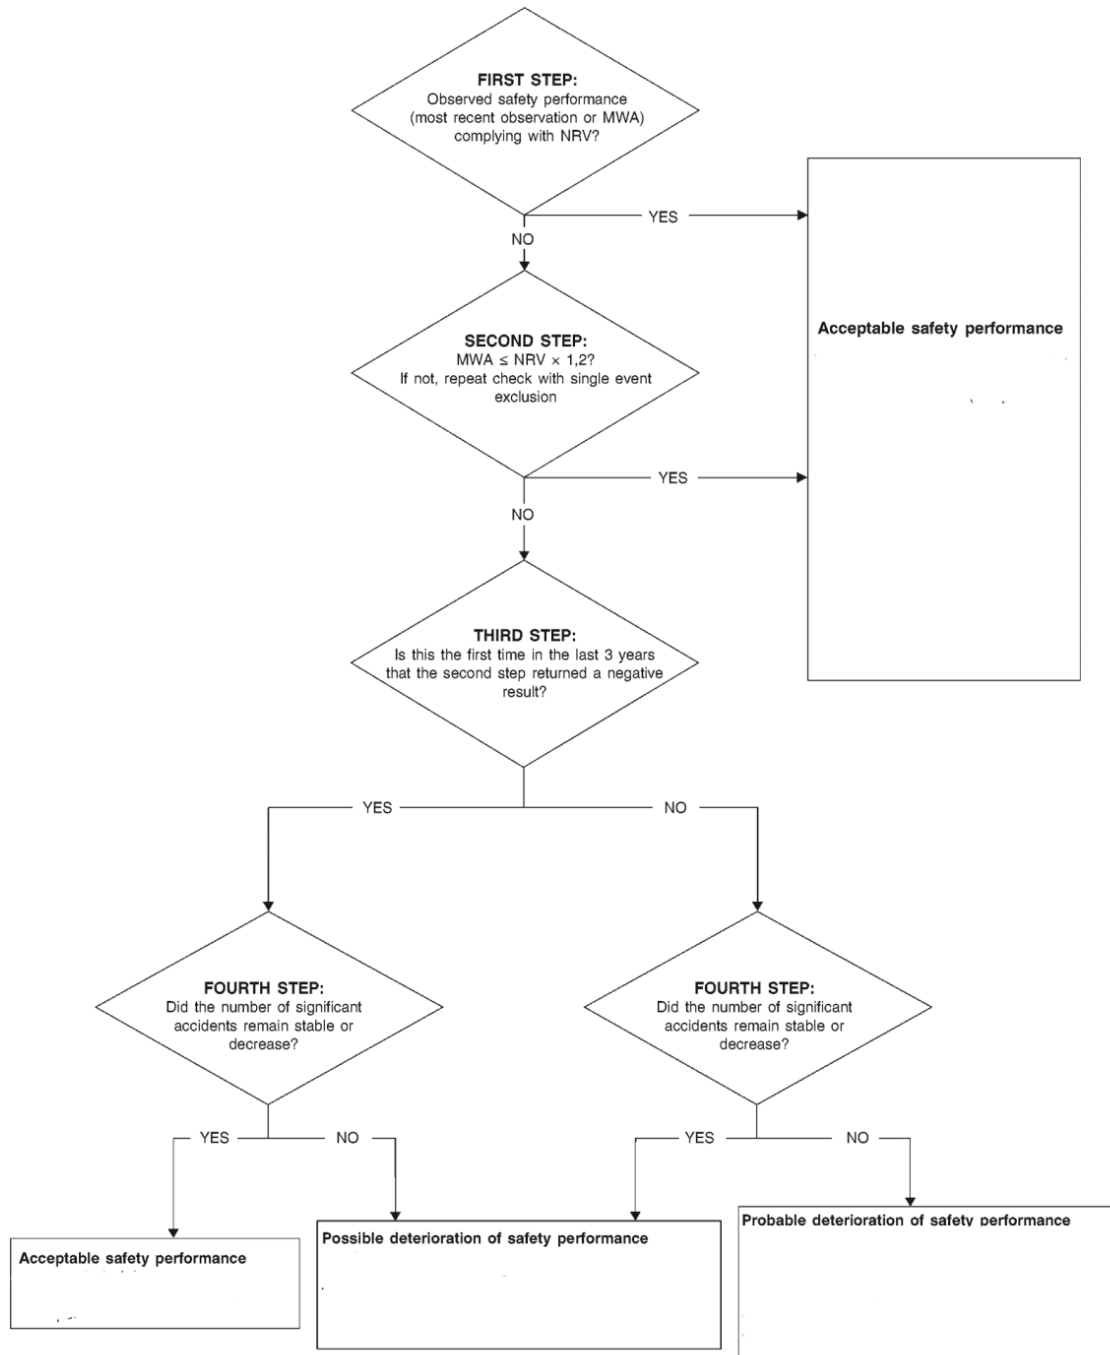 FIRST STEP:
Observed safety performance
(most recent observation or MWA)
complying with NRV?
YES
NO
Acceptable safety performance
SECOND STEP:
MWA ≤ NRV × 1,2?
If not, repeat check with single event
exclusion
YES
NO
THIRD STEP:
Is this the first time in the last 3 years
that the second step returned a negative
result?
YES
NO
FOURTH STEP:
Did the number of significant
accidents remain stable or
decrease?
FOURTH STEP:
Did the number of significant
accidents remain stable or
decrease?
YES
NO
YES
NO
Acceptable safety performance
Possible deterioration of safety performance
Probable deterioration of safety performance